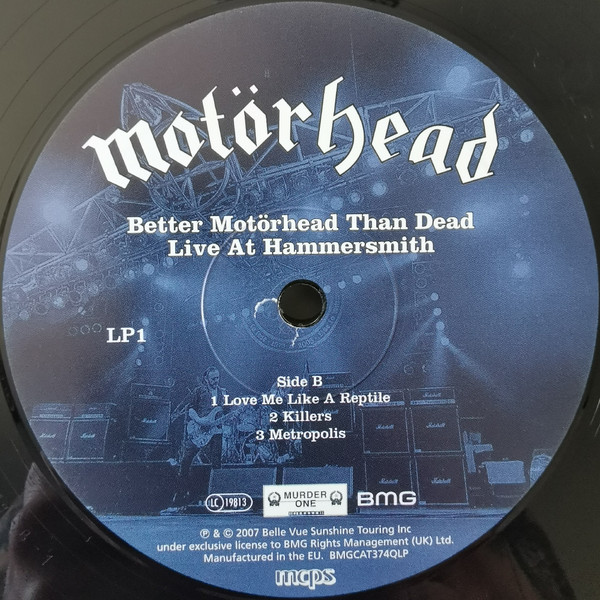 motörhead
Better Motörhead Than Dead
Live At Hammersmith
LP1
Side B
1 Love Me Like A Reptile
2 Killers
3 Metropolis
LC 19813
MURDER
ONE
BMG
℗ & © 2007 Belle Vue Sunshine Touring Inc
under exclusive license to BMG Rights Management (UK) Ltd.
Manufactured in the EU. BMGCAT374QLP
mcps